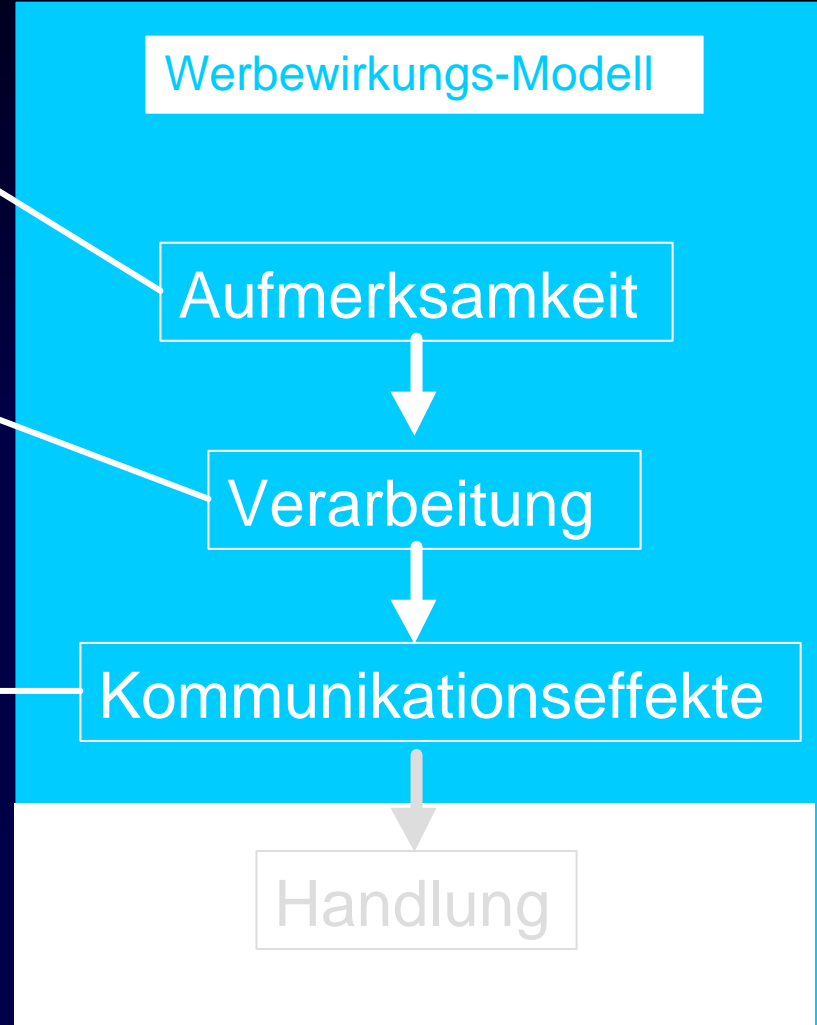 Werbewirkungs-Modell
Aufmerksamkeit
Verarbeitung
Kommunikationseffekte
Handlung